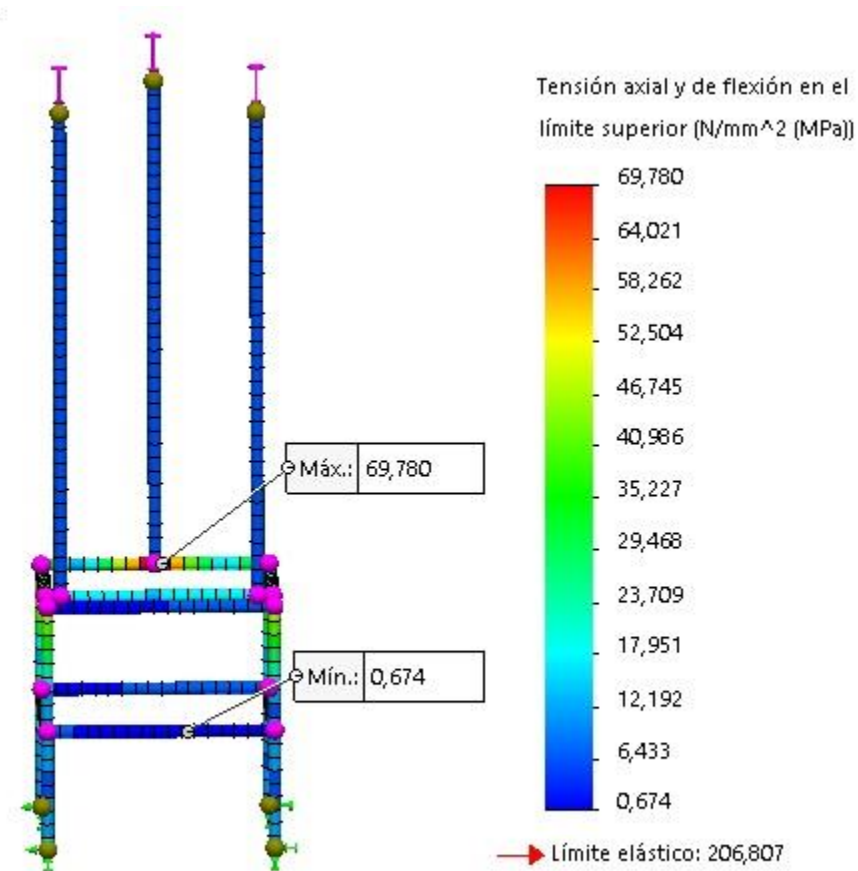 Tensión axial y de flexión en el
límite superior (N/mm^2 (MPa))
69,780
64,021
58,262
52,504
46,745
40,986
35,227
29,468
23,709
17,951
12,192
6,433
0,674
Límite elástico: 206,807
Máx.: 69,780
Mín.: 0,674